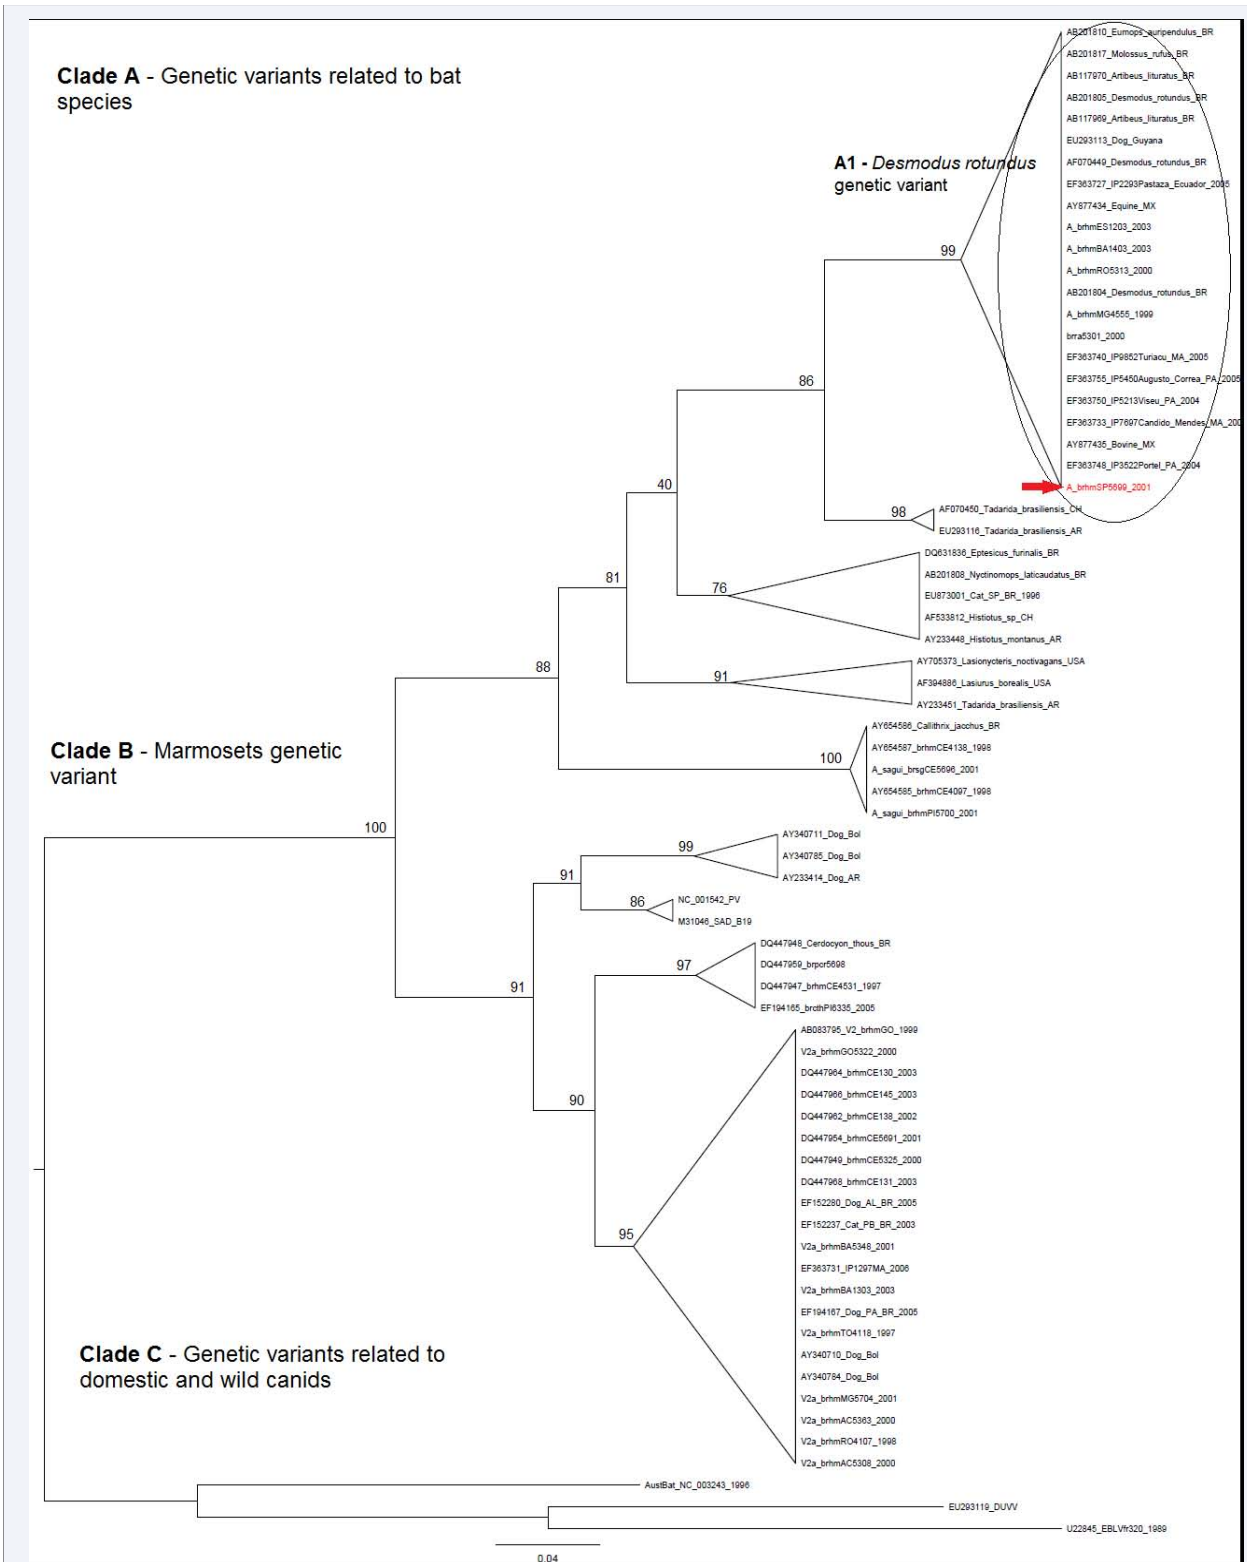 AB201810_Eumops_auripendulus_BR
Clade A - Genetic variants related to bat
species
AB201817_Molossus_rufus_BR
AB117970_Artibeus_lituratus_BR
AB201805_Desmodus_rotundus_BR
AB117969_Artibeus_lituratus_BR
EU293113_Dog_Guyana
A1 - Desmodus rotundus
genetic variant
AF070449_Desmodus_rotundus_BR
EF363727_IP2293Pastaza_Ecuador_2005
AY877434_Equine_MX
A_brhmES1203_2003
99
A_brhmBA1403_2003
A_brhmRO5313_2000
AB201804_Desmodus_rotundus_BR
A_brhmMG4555_1999
brra5301_2000
EF363740_IP9852Turiacu_MA_2005
86
EF363755_IP5450Augusto_Correa_PA_2005
EF363750_IP5213Viseu_PA_2004
EF363733_IP7697Candido_Mendes_MA_200
AY877435_Bovine_MX
EF363748_IP3522Portel_PA_2004
40
A_brhmSP5699_2001
98
AF070450_Tadarida_brasiliensis_CH
EU293116_Tadarida_brasiliensis_AR
DQ631836_Eptesicus_furinalis_BR
81
AB201808_Nyctinomops_laticaudatus_BR
76
EU873001_Cat_SP_BR_1996
AF533812_Histiotus_sp_CH
AY233448_Histiotus_montanus_AR
88
AY705373_Lasionycteris_noctivagans_USA
91
AF394886_Lasiurus_borealis_USA
AY233451_Tadarida_brasiliensis_AR
AY654586_Callithrix_jacchus_BR
Clade B - Marmosets genetic
variant
AY654587_brhmCE4138_1998
100
A_sagui_brsgCE5696_2001
AY654585_brhmCE4097_1998
A_sagui_brhmPI5700_2001
100
AY340711_Dog_Bol
99
AY340785_Dog_Bol
91
AY233414_Dog_AR
86
NC_001542_PV
M31046_SAD_B19
DQ447948_Cerdocyon_thous_BR
97
DQ447959_brpcr5698
91
DQ447947_brhmCE4531_1997
EF194165_brcthPI6335_2005
AB083795_V2_brhmGO_1999
V2a_brhmGO5322_2000
DQ447964_brhmCE130_2003
90
DQ447966_brhmCE145_2003
DQ447962_brhmCE138_2002
DQ447954_brhmCE5691_2001
DQ447949_brhmCE5325_2000
DQ447968_brhmCE131_2003
EF152280_Dog_AL_BR_2005
EF152237_Cat_PB_BR_2003
95
V2a_brhmBA5348_2001
EF363731_IP1297MA_2006
V2a_brhmBA1303_2003
EF194167_Dog_PA_BR_2005
V2a_brhmTO4118_1997
Clade C - Genetic variants related to
domestic and wild canids
AY340710_Dog_Bol
AY340784_Dog_Bol
V2a_brhmMG5704_2001
V2a_brhmAC5363_2000
V2a_brhmRO4107_1998
V2a_brhmAC5308_2000
AustBat_NC_003243_1996
EU293119_DUVV
U22845_EBLVfr320_1989
0.04